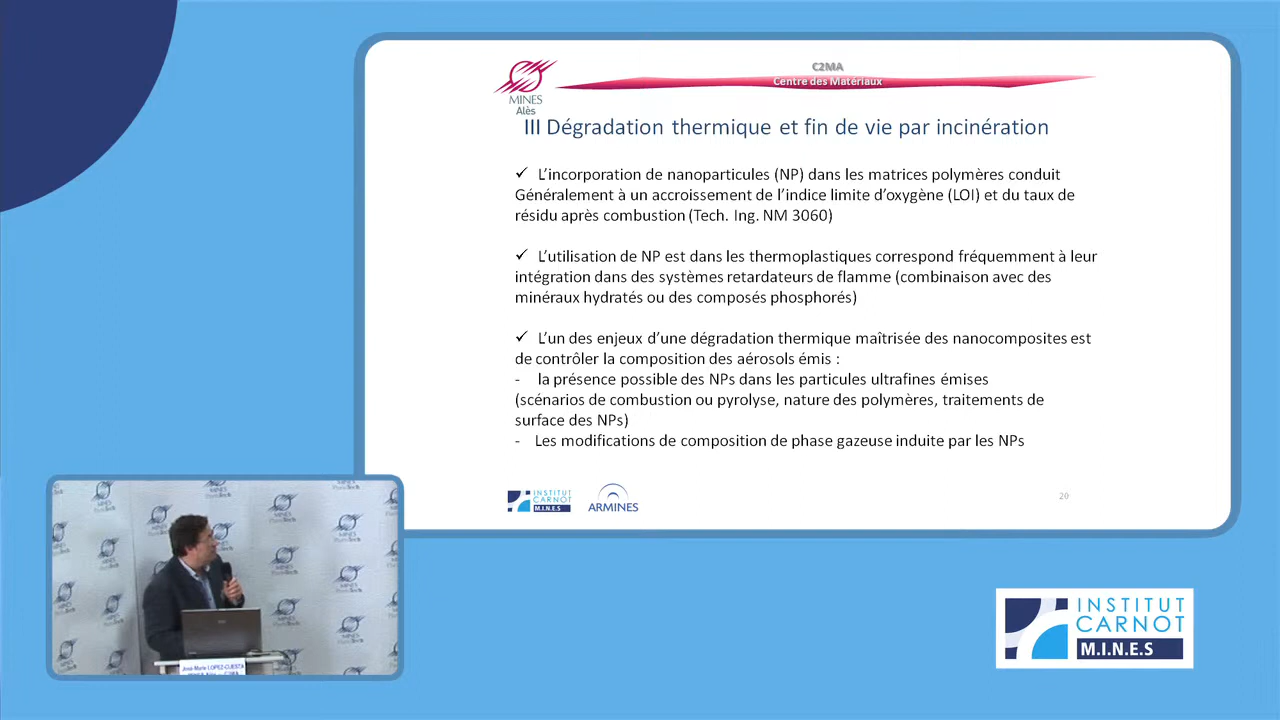 C2MA
Centre des Matériaux
MINES
Alès
III Dégradation thermique et fin de vie par incinération
✓ L’incorporation de nanoparticules (NP) dans les matrices polymères conduit
Généralement à un accroissement de l’indice limite d’oxygène (LOI) et du taux de
résidu après combustion (Tech. Ing. NM 3060)
✓ L’utilisation de NP est dans les thermoplastiques correspond fréquemment à leur
intégration dans des systèmes retardateurs de flamme (combinaison avec des
minéraux hydratés ou des composés phosphorés)
✓ L’un des enjeux d’une dégradation thermique maîtrisée des nanocomposites est
de contrôler la composition des aérosols émis :
- la présence possible des NPs dans les particules ultrafines émises
(scénarios de combustion ou pyrolyse, nature des polymères, traitements de
surface des NPs)
- Les modifications de composition de phase gazeuse induite par les NPs
INSTITUT
CARNOT
M.I.N.E.S
ARMINES
20
MINES
ParisTech
José-Marie LOPEZ-CUESTA
INSTITUT
CARNOT
M.I.N.E.S